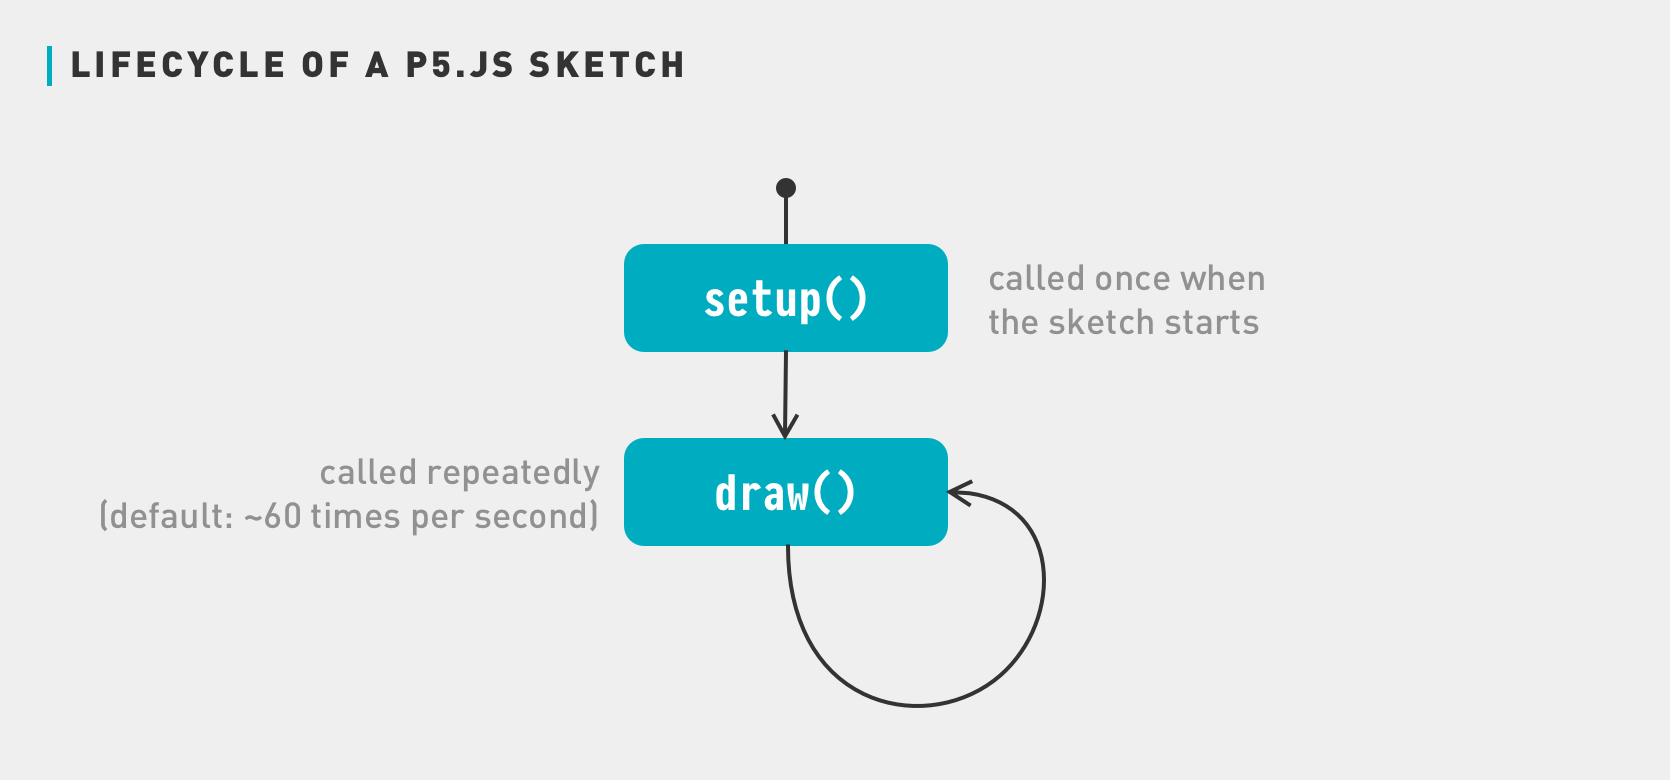 LIFECYCLE OF A P5.JS SKETCH
setup()
called once when
the sketch starts
called repeatedly
(default: ~60 times per second)
draw()